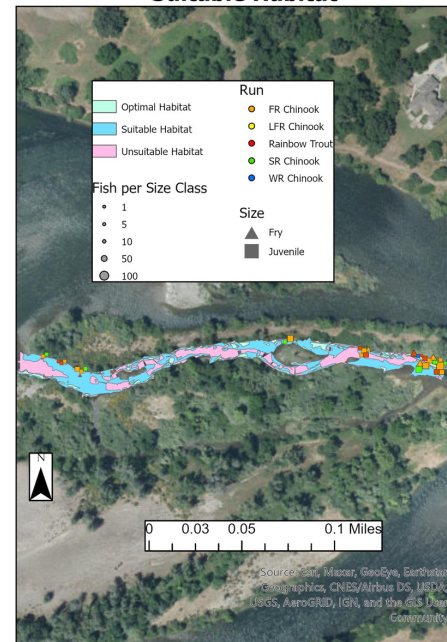 Suitable Habitat
Optimal Habitat
Suitable Habitat
Unsuitable Habitat
Fish per Size Class
1
5
10
50
100
Run
FR Chinook
LFR Chinook
Rainbow Trout
SR Chinook
WR Chinook
Size
Fry
Juvenile
N
0 0.03 0.05 0.1 Miles
Source: Esri, Maxar, GeoEye, Earthstar
Geographics, CNES/Airbus DS, USDA,
USGS, AeroGRID, IGN, and the GIS User
Community